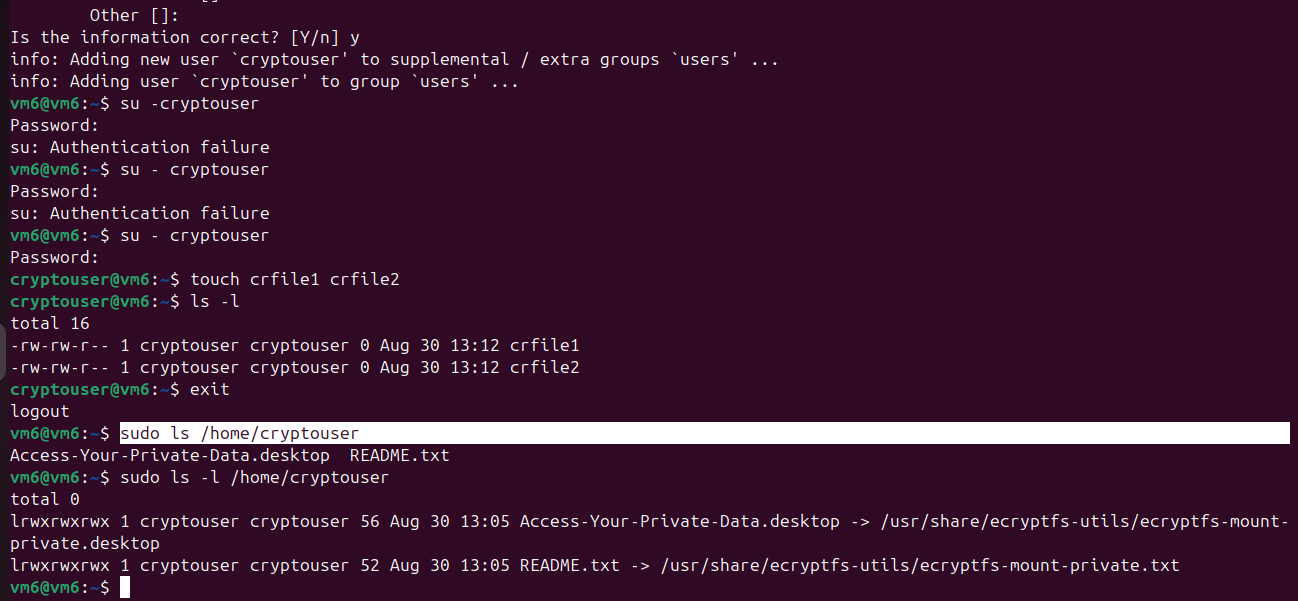 Other []:
Is the information correct? [Y/n] y
info: Adding new user `cryptouser' to supplemental / extra groups `users' ...
info: Adding user `cryptouser' to group `users' ...
vm6@vm6:~$ su -cryptouser
Password:
su: Authentication failure
vm6@vm6:~$ su - cryptouser
Password:
su: Authentication failure
vm6@vm6:~$ su - cryptouser
Password:
cryptouser@vm6:~$ touch crfile1 crfile2
cryptouser@vm6:~$ ls -l
total 16
-rw-rw-r-- 1 cryptouser cryptouser 0 Aug 30 13:12 crfile1
-rw-rw-r-- 1 cryptouser cryptouser 0 Aug 30 13:12 crfile2
cryptouser@vm6:~$ exit
logout
vm6@vm6:~$ sudo ls /home/cryptouser
Access-Your-Private-Data.desktop  README.txt
vm6@vm6:~$ sudo ls -l /home/cryptouser
total 0
lrwxrwxrwx 1 cryptouser cryptouser 56 Aug 30 13:05 Access-Your-Private-Data.desktop -> /usr/share/ecryptfs-utils/ecryptfs-mount-
private.desktop
lrwxrwxrwx 1 cryptouser cryptouser 52 Aug 30 13:05 README.txt -> /usr/share/ecryptfs-utils/ecryptfs-mount-private.txt
vm6@vm6:~$